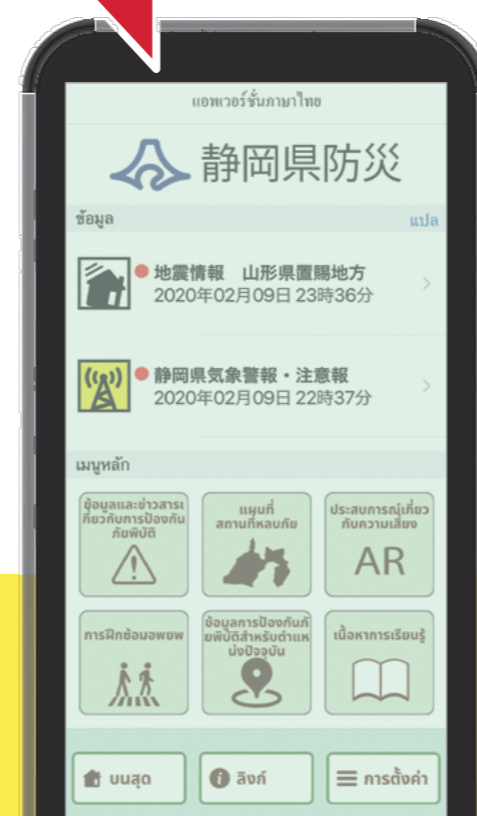 แอพเวอร์ชั่นภาษาไทย
静岡県防災
ข้อมูล
แปล
地震情報　山形県置賜地方
2020年02月09日 23時36分
静岡県気象警報・注意報
2020年02月09日 22時37分
เมนูหลัก
ข้อมูลและข่าวสารเ
กี่ยวกับการป้องกัน
ภัยพิบัติ
แผนที่
สถานที่หลบภัย
ประสบการณ์เกี่ยว
กับความเสี่ยง
AR
การฝึกซ้อมอพยพ
ข้อมูลการป้องกันภั
ยพิบัติสำหรับตำแห
น่งปัจจุบัน
เนื้อหาการเรียนรู้
บนสุด
ลิงก์
การตั้งค่า